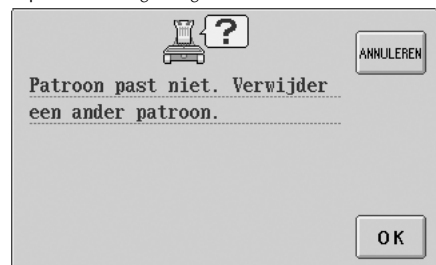 ?
ANNULEREN
Patroon past niet. Verwijder
een ander patroon.
OK